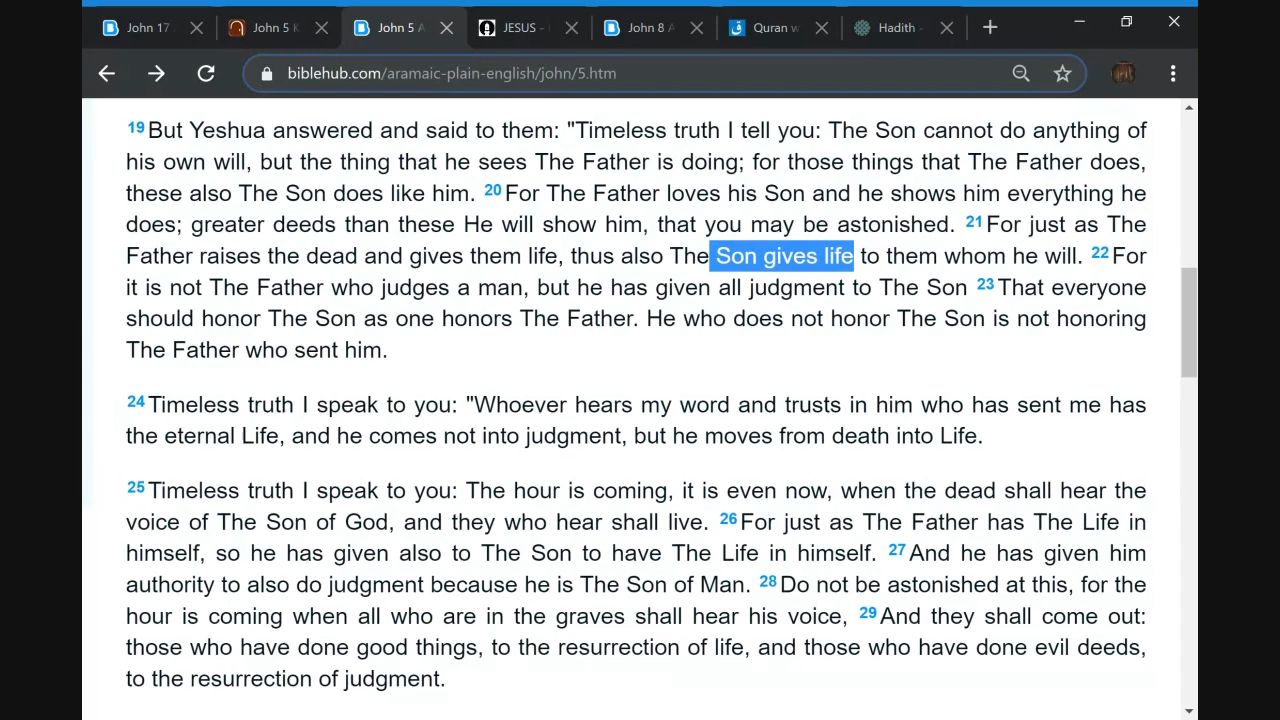 John 17
John 5 K
John 5 A
JESUS –
John 8 A
Quran w
Hadith -
biblehub.com/aramaic-plain-english/john/5.htm
19 But Yeshua answered and said to them: "Timeless truth I tell you: The Son cannot do anything of
his own will, but the thing that he sees The Father is doing; for those things that The Father does,
these also The Son does like him. 20 For The Father loves his Son and he shows him everything he
does; greater deeds than these He will show him, that you may be astonished. 21 For just as The
Father raises the dead and gives them life, thus also The Son gives life to them whom he will. 22 For
it is not The Father who judges a man, but he has given all judgment to The Son 23 That everyone
should honor The Son as one honors The Father. He who does not honor The Son is not honoring
The Father who sent him.
24 Timeless truth I speak to you: "Whoever hears my word and trusts in him who has sent me has
the eternal Life, and he comes not into judgment, but he moves from death into Life.
25 Timeless truth I speak to you: The hour is coming, it is even now, when the dead shall hear the
voice of The Son of God, and they who hear shall live. 26 For just as The Father has The Life in
himself, so he has given also to The Son to have The Life in himself. 27 And he has given him
authority to also do judgment because he is The Son of Man. 28 Do not be astonished at this, for the
hour is coming when all who are in the graves shall hear his voice, 29 And they shall come out:
those who have done good things, to the resurrection of life, and those who have done evil deeds,
to the resurrection of judgment.